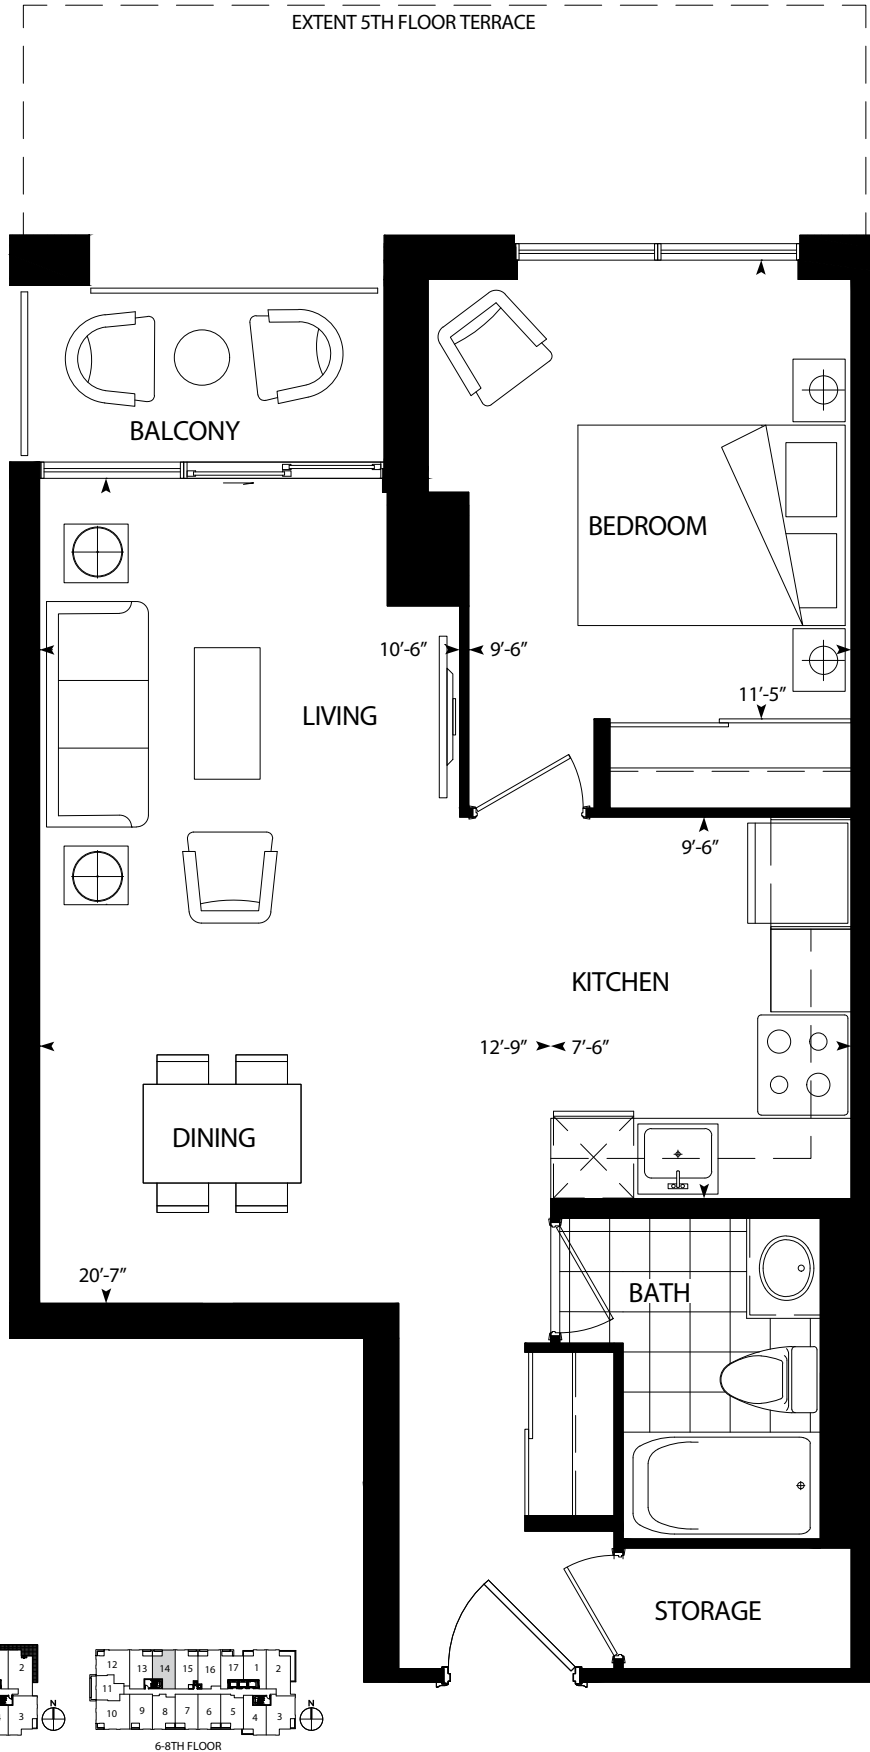 EXTENT 5TH FLOOR TERRACE
BALCONY
BEDROOM
10'-6" 9'-6"
11'-5"
LIVING
9'-6"
KITCHEN
12'-9" 7'-6"
DINING
20'-7"
BATH
STORAGE
2
3
N
12 13 14 15 16 17 1 2
11
10 9 8 7 6 5 4 3
N
6-8TH FLOOR